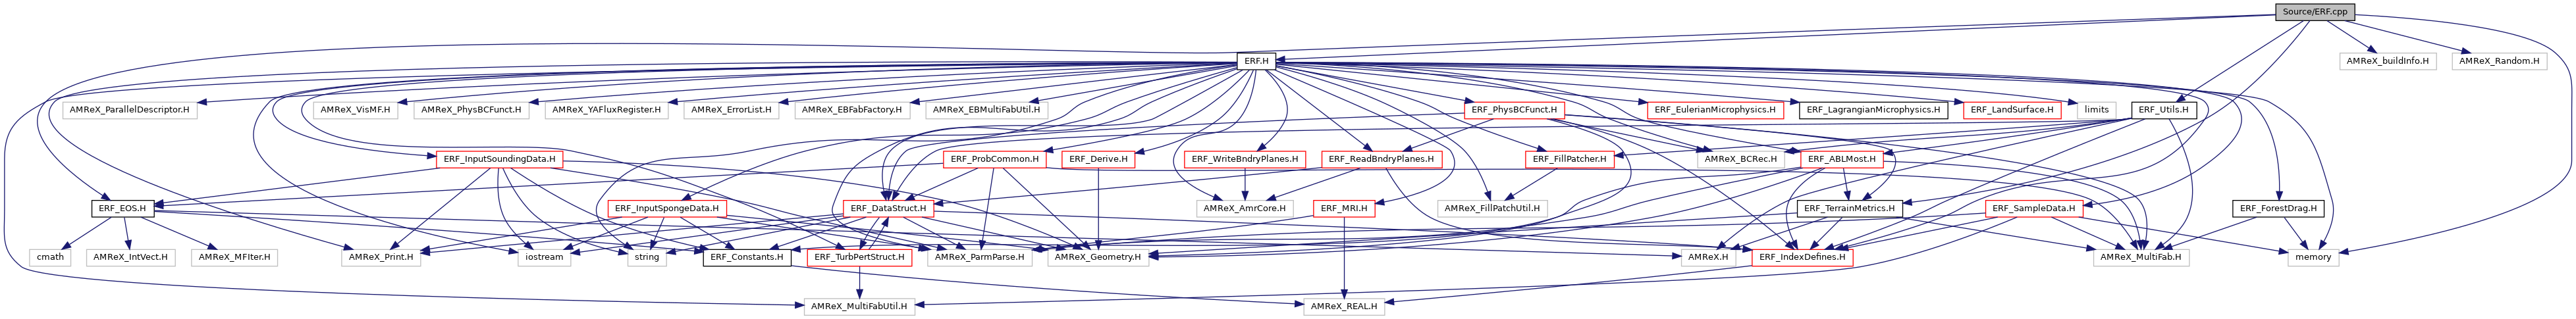 Source/ERF.cpp
ERF.H
AMReX_buildInfo.H
AMReX_Random.H
AMReX_ParallelDescriptor.H
AMReX_VisMF.H
AMReX_PhysBCFunct.H
AMReX_YAFluxRegister.H
AMReX_ErrorList.H
AMReX_EBFabFactory.H
AMReX_EBMultiFabUtil.H
ERF_PhysBCFunct.H
ERF_EulerianMicrophysics.H
ERF_LagrangianMicrophysics.H
ERF_LandSurface.H
limits
ERF_Utils.H
ERF_InputSoundingData.H
ERF_ProbCommon.H
ERF_Derive.H
ERF_WriteBndryPlanes.H
ERF_ReadBndryPlanes.H
ERF_FillPatcher.H
AMReX_BCRec.H
ERF_ABLMost.H
ERF_EOS.H
ERF_InputSpongeData.H
ERF_DataStruct.H
AMReX_AmrCore.H
ERF_MRI.H
AMReX_FillPatchUtil.H
ERF_TerrainMetrics.H
ERF_SampleData.H
ERF_ForestDrag.H
cmath
AMReX_IntVect.H
AMReX_MFIter.H
AMReX_Print.H
iostream
string
ERF_Constants.H
ERF_TurbPertStruct.H
AMReX_ParmParse.H
AMReX_Geometry.H
AMReX.H
ERF_IndexDefines.H
AMReX_MultiFab.H
memory
AMReX_MultiFabUtil.H
AMReX_REAL.H